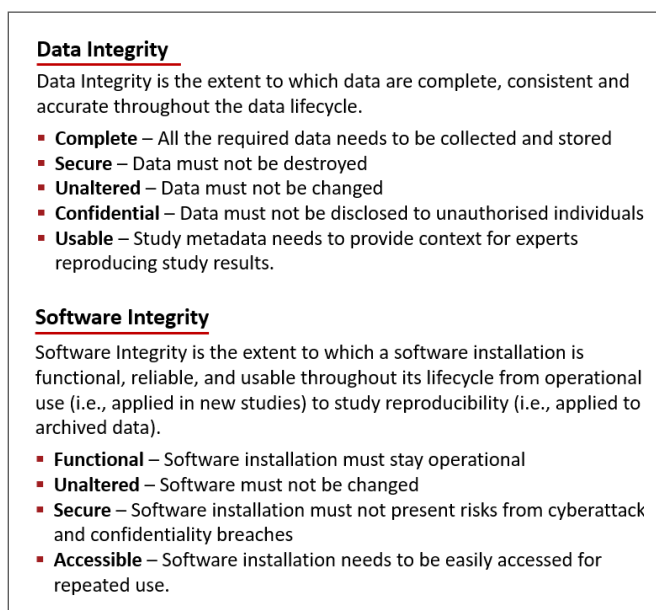 Data Integrity
Data Integrity is the extent to which data are complete, consistent and
accurate throughout the data lifecycle.
▪ Complete – All the required data needs to be collected and stored
▪ Secure – Data must not be destroyed
▪ Unaltered – Data must not be changed
▪ Confidential – Data must not be disclosed to unauthorised individuals
▪ Usable – Study metadata needs to provide context for experts
reproducing study results.
Software Integrity
Software Integrity is the extent to which a software installation is
functional, reliable, and usable throughout its lifecycle from operational
use (i.e., applied in new studies) to study reproducibility (i.e., applied to
archived data).
▪ Functional – Software installation must stay operational
▪ Unaltered – Software must not be changed
▪ Secure – Software installation must not present risks from cyberattack
and confidentiality breaches
▪ Accessible – Software installation needs to be easily accessed for
repeated use.